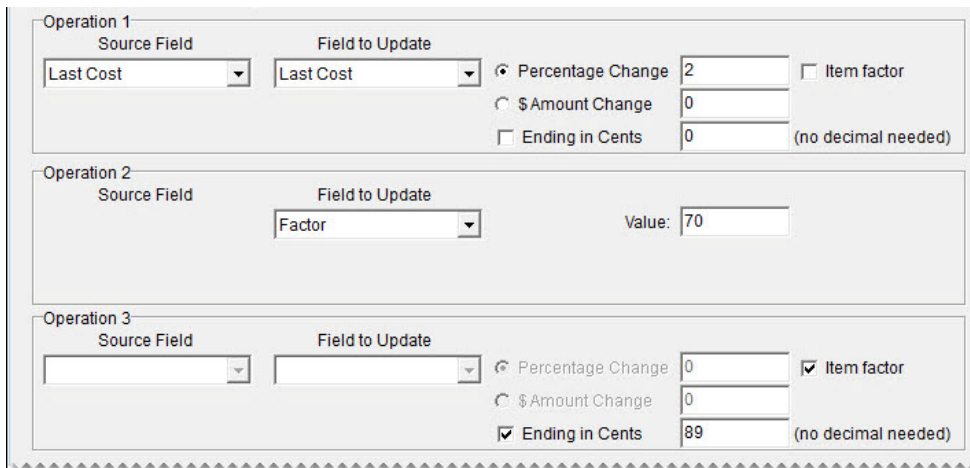 Operation 1
Source Field Field to Update
Last Cost Last Cost Percentage Change 2 Item factor
$ Amount Change 0
Ending in Cents 0 (no decimal needed)
Operation 2
Source Field Field to Update
Factor Value: 70
Operation 3
Source Field Field to Update
Percentage Change 0 Item factor
$ Amount Change 0
Ending in Cents 89 (no decimal needed)